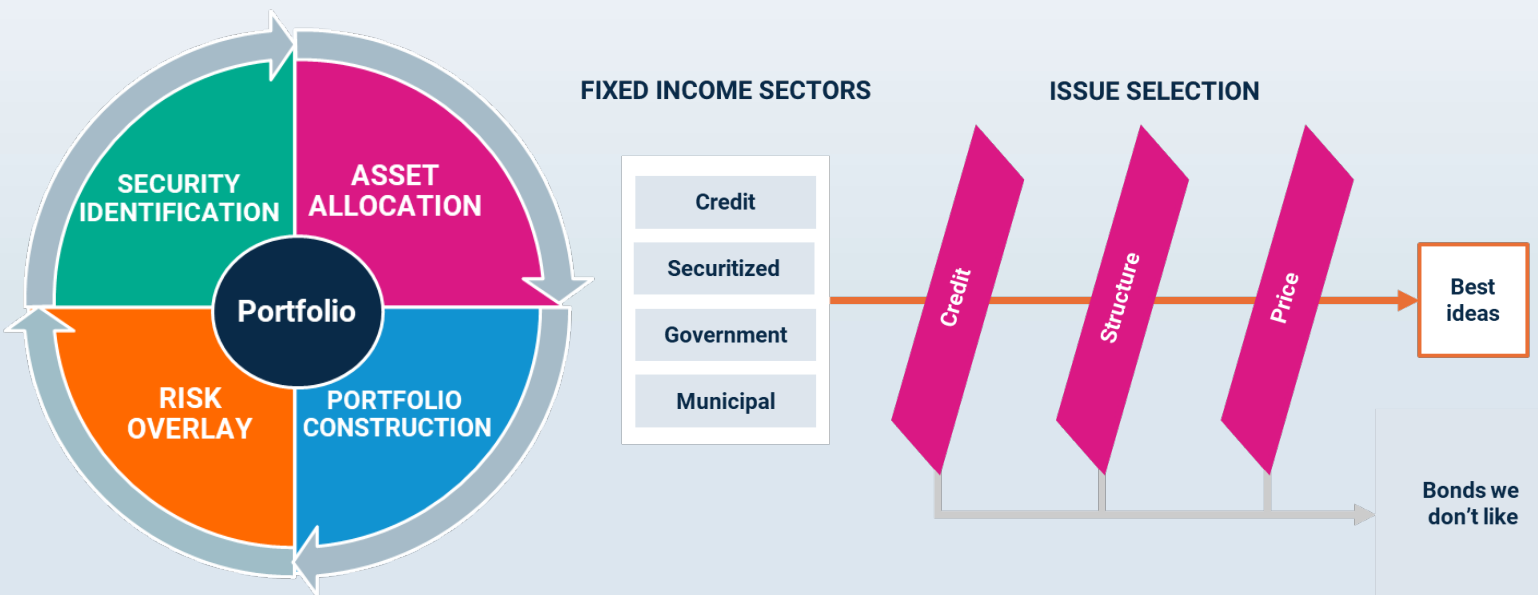 SECURITY
IDENTIFICATION
ASSET
ALLOCATION
Portfolio
RISK
OVERLAY
PORTFOLIO
CONSTRUCTION
FIXED INCOME SECTORS
Credit
Securitized
Government
Municipal
ISSUE SELECTION
Credit
Structure
Price
Best
ideas
Bonds we
don’t like